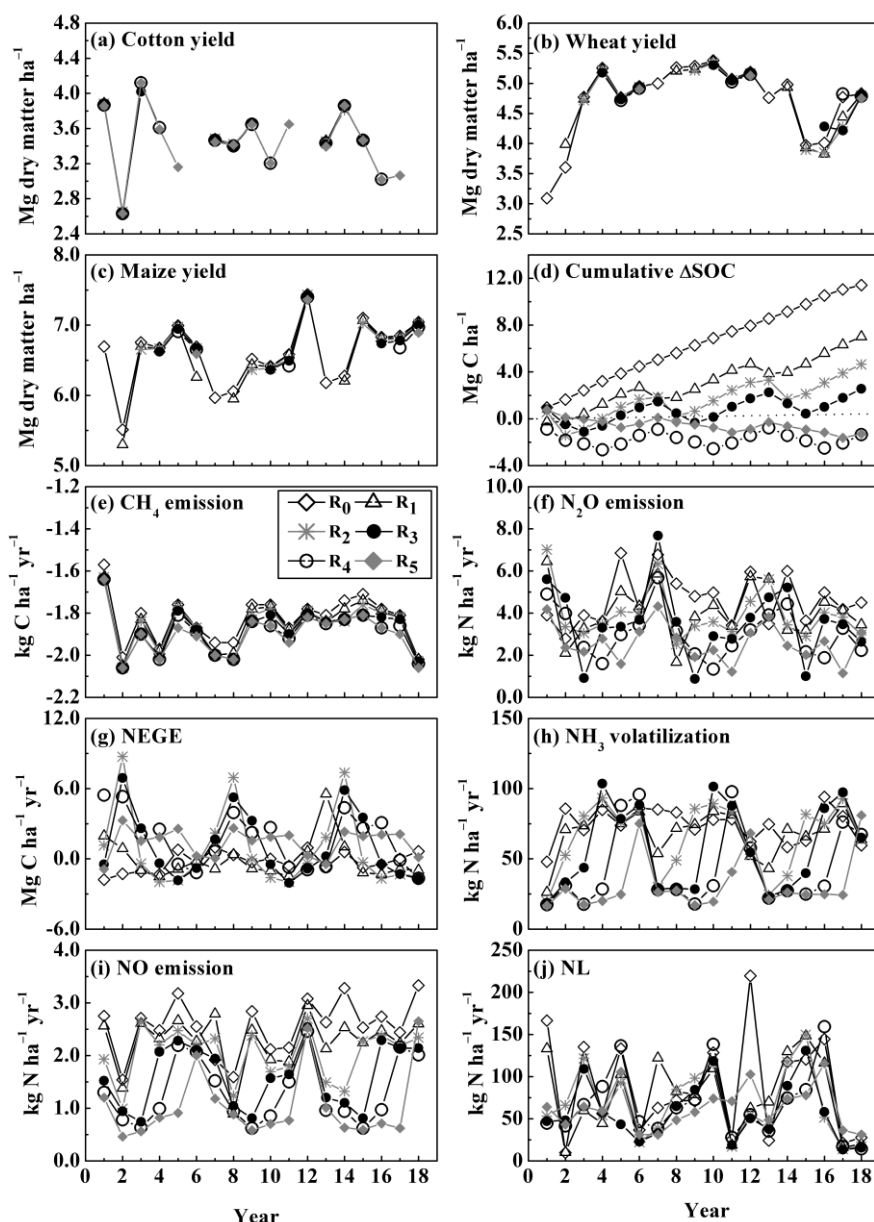 (a) Cotton yield
Mg dry matter ha⁻¹
4.8
4.4
4.0
3.6
3.2
2.8
2.4
(b) Wheat yield
Mg dry matter ha⁻¹
6.0
5.5
5.0
4.5
4.0
3.5
3.0
2.5
(c) Maize yield
Mg dry matter ha⁻¹
8.0
7.0
6.0
5.0
(d) Cumulative ΔSOC
Mg C ha⁻¹
12.0
8.0
4.0
0.0
-4.0
(e) CH₄ emission
kg C ha⁻¹ yr⁻¹
-1.2
-1.4
-1.6
-1.8
-2.0
-2.2
R₀ R₁
R₂ R₃
R₄ R₅
(f) N₂O emission
kg N ha⁻¹ yr⁻¹
10.0
8.0
6.0
4.0
2.0
0.0
(g) NEGE
Mg C ha⁻¹ yr⁻¹
12.0
6.0
0.0
-6.0
(h) NH₃ volatilization
kg N ha⁻¹ yr⁻¹
150
100
50
0
(i) NO emission
kg N ha⁻¹ yr⁻¹
4.0
3.0
2.0
1.0
0.0
0 2 4 6 8 10 12 14 16 18
Year
(j) NL
kg N ha⁻¹ yr⁻¹
250
200
150
100
50
0
0 2 4 6 8 10 12 14 16 18
Year